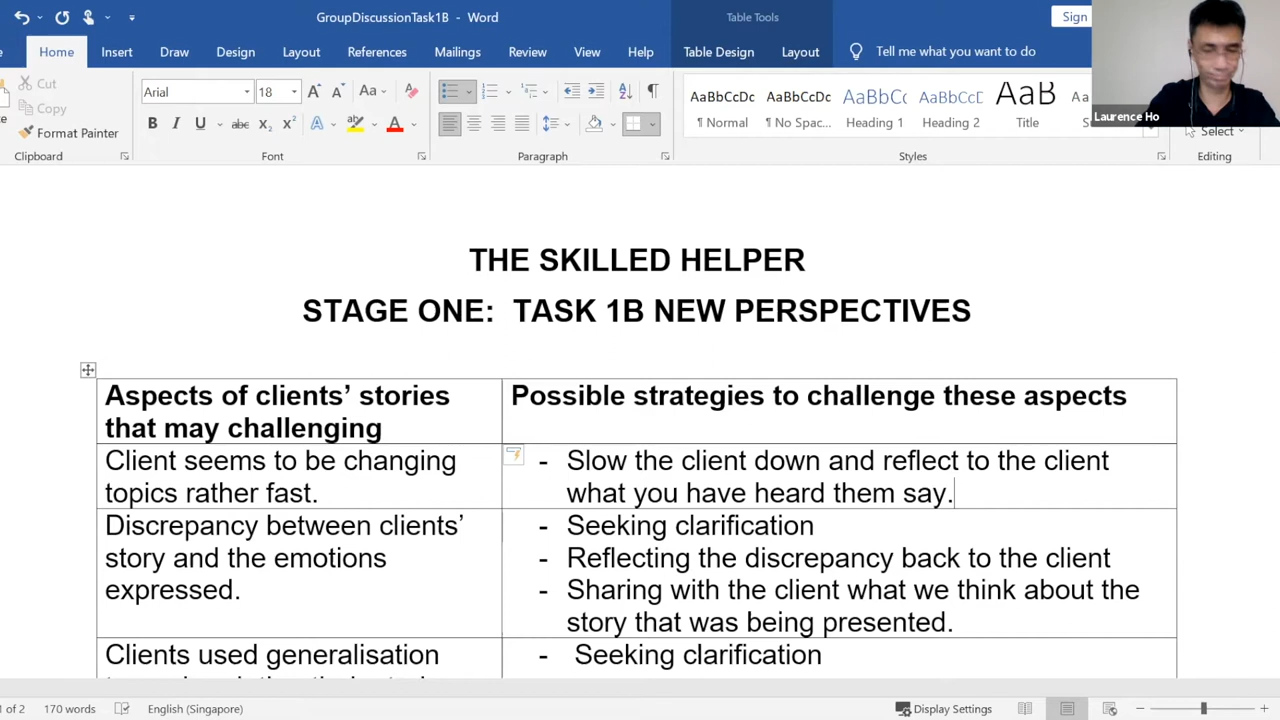 GroupDiscussionTask1B - Word
Table Tools
Sign
Home Insert Draw Design Layout References Mailings Review View Help Table Design Layout Tell me what you want to do
Cut
Copy
Format Painter
Clipboard
Arial 18
Font
Paragraph
AaBbCcDc AaBbCcDc AaBbCcDc AaBbCcD AaB
¶ Normal ¶ No Spac... Heading 1 Heading 2 Title
Styles
Laurence Ho
Select
Editing
THE SKILLED HELPER
STAGE ONE: TASK 1B NEW PERSPECTIVES
Aspects of clients’ stories
that may challenging
Possible strategies to challenge these aspects
Client seems to be changing
topics rather fast.
- Slow the client down and reflect to the client
what you have heard them say.
Discrepancy between clients’
story and the emotions
expressed.
- Seeking clarification
- Reflecting the discrepancy back to the client
- Sharing with the client what we think about the
story that was being presented.
Clients used generalisation
- Seeking clarification
1 of 2 170 words English (Singapore) Display Settings